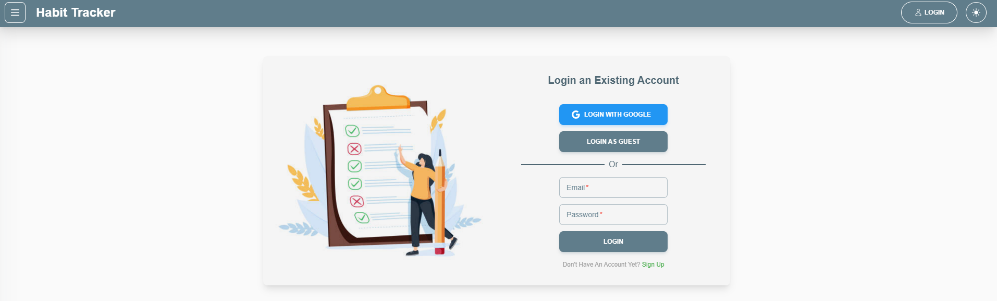 Habit Tracker
LOGIN
Login an Existing Account
LOGIN WITH GOOGLE
LOGIN AS GUEST
Or
Email*
Password*
LOGIN
Don't Have An Account Yet? Sign Up